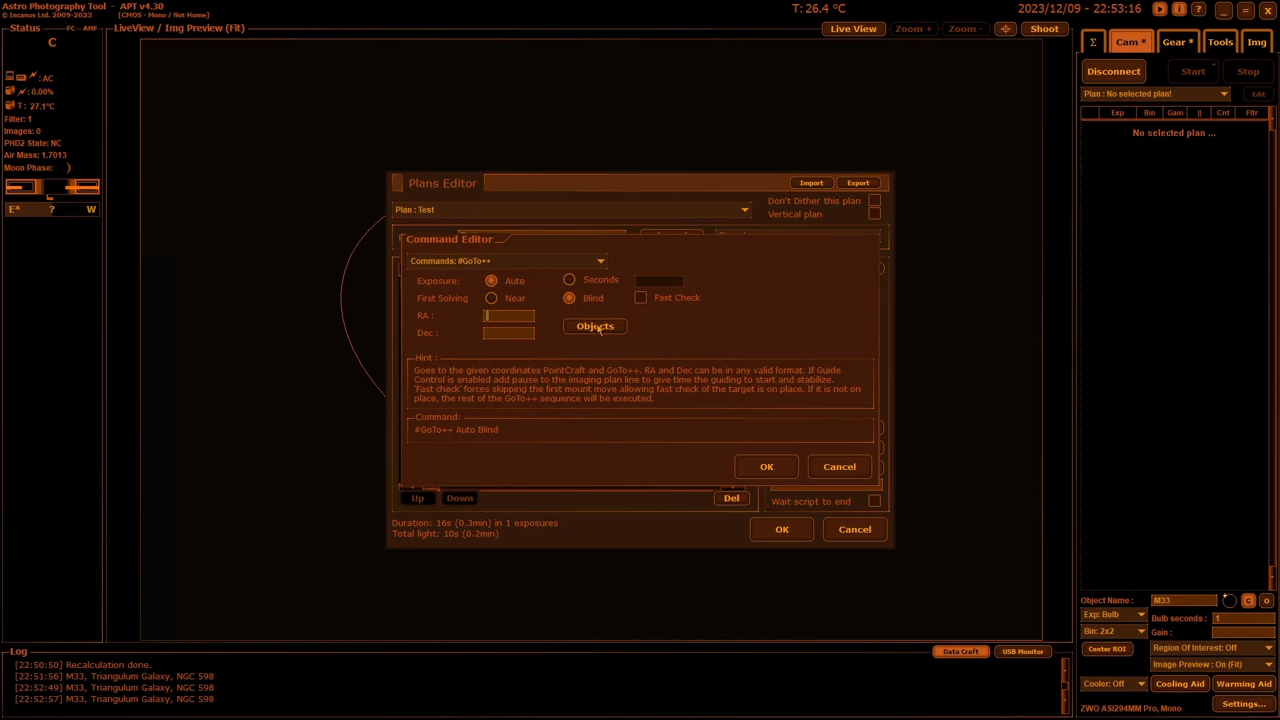 Astro Photography Tool - APT v4.30
© Incanus Ltd. 2009-2023
[CMOS - Mono / Not Home]
T: 26.4 °C
2023/12/09 - 22:53:16
Status
FC AMF
C
: AC
: 0.00%
T : 27.1°C
Filter: 1
Images: 0
PHD2 State: NC
Air Mass: 1.7013
Moon Phase: )
E* ? W
LiveView / Img Preview (Fit)
Live View
Zoom +
Zoom -
Shoot
Σ
Cam *
Gear *
Tools
Img
Disconnect
Start
Stop
Plan : No selected plan!
Edit
Exp Bin Gain || Cnt Fltr
No selected plan ...
Plans Editor
Import
Export
Plan : Test
Don't Dither this plan
Vertical plan
Command Editor
Commands: #GoTo++
Exposure: Auto Seconds
First Solving Near Blind Fast Check
RA :
Objects
Dec :
Hint :
Goes to the given coordinates PointCraft and GoTo++. RA and Dec can be in any valid format. If Guide
Control is enabled add pause to the imaging plan line to give time the guiding to start and stabilize.
'Fast check' forces skipping the first mount move allowing fast check of the target is on place. If it is not on
place, the rest of the GoTo++ sequence will be executed.
Command:
#GoTo++ Auto Blind
OK
Cancel
Up
Down
Del
Wait script to end
Duration: 16s (0.3min) in 1 exposures
Total light: 10s (0.2min)
OK
Cancel
Object Name : M33
Exp: Bulb
Bulb seconds : 1
Bin: 2x2
Gain :
Center ROI
Region Of Interest: Off
Image Preview : On (Fit)
Cooler: Off
Cooling Aid
Warming Aid
ZWO ASI294MM Pro, Mono
Settings...
Log
Data Craft
USB Monitor
[22:50:50] Recalculation done.
[22:51:56] M33, Triangulum Galaxy, NGC 598
[22:52:49] M33, Triangulum Galaxy, NGC 598
[22:52:57] M33, Triangulum Galaxy, NGC 598